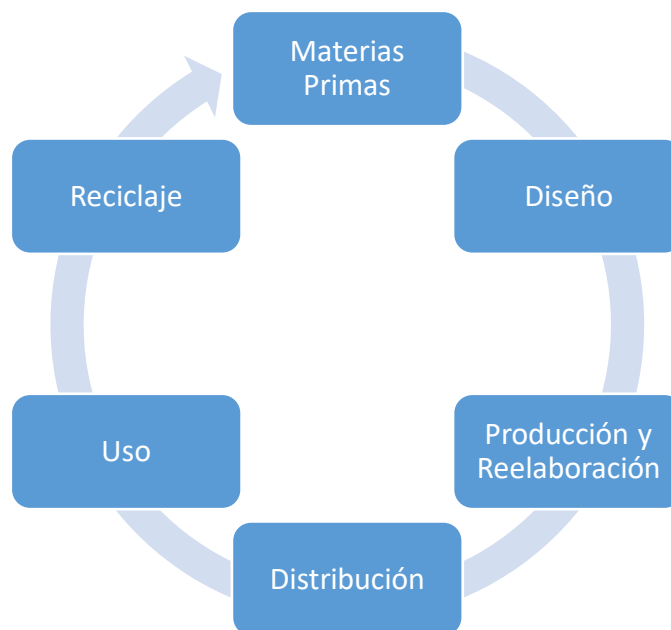 Materias
Primas
Diseño
Producción y
Reelaboración
Distribución
Uso
Reciclaje